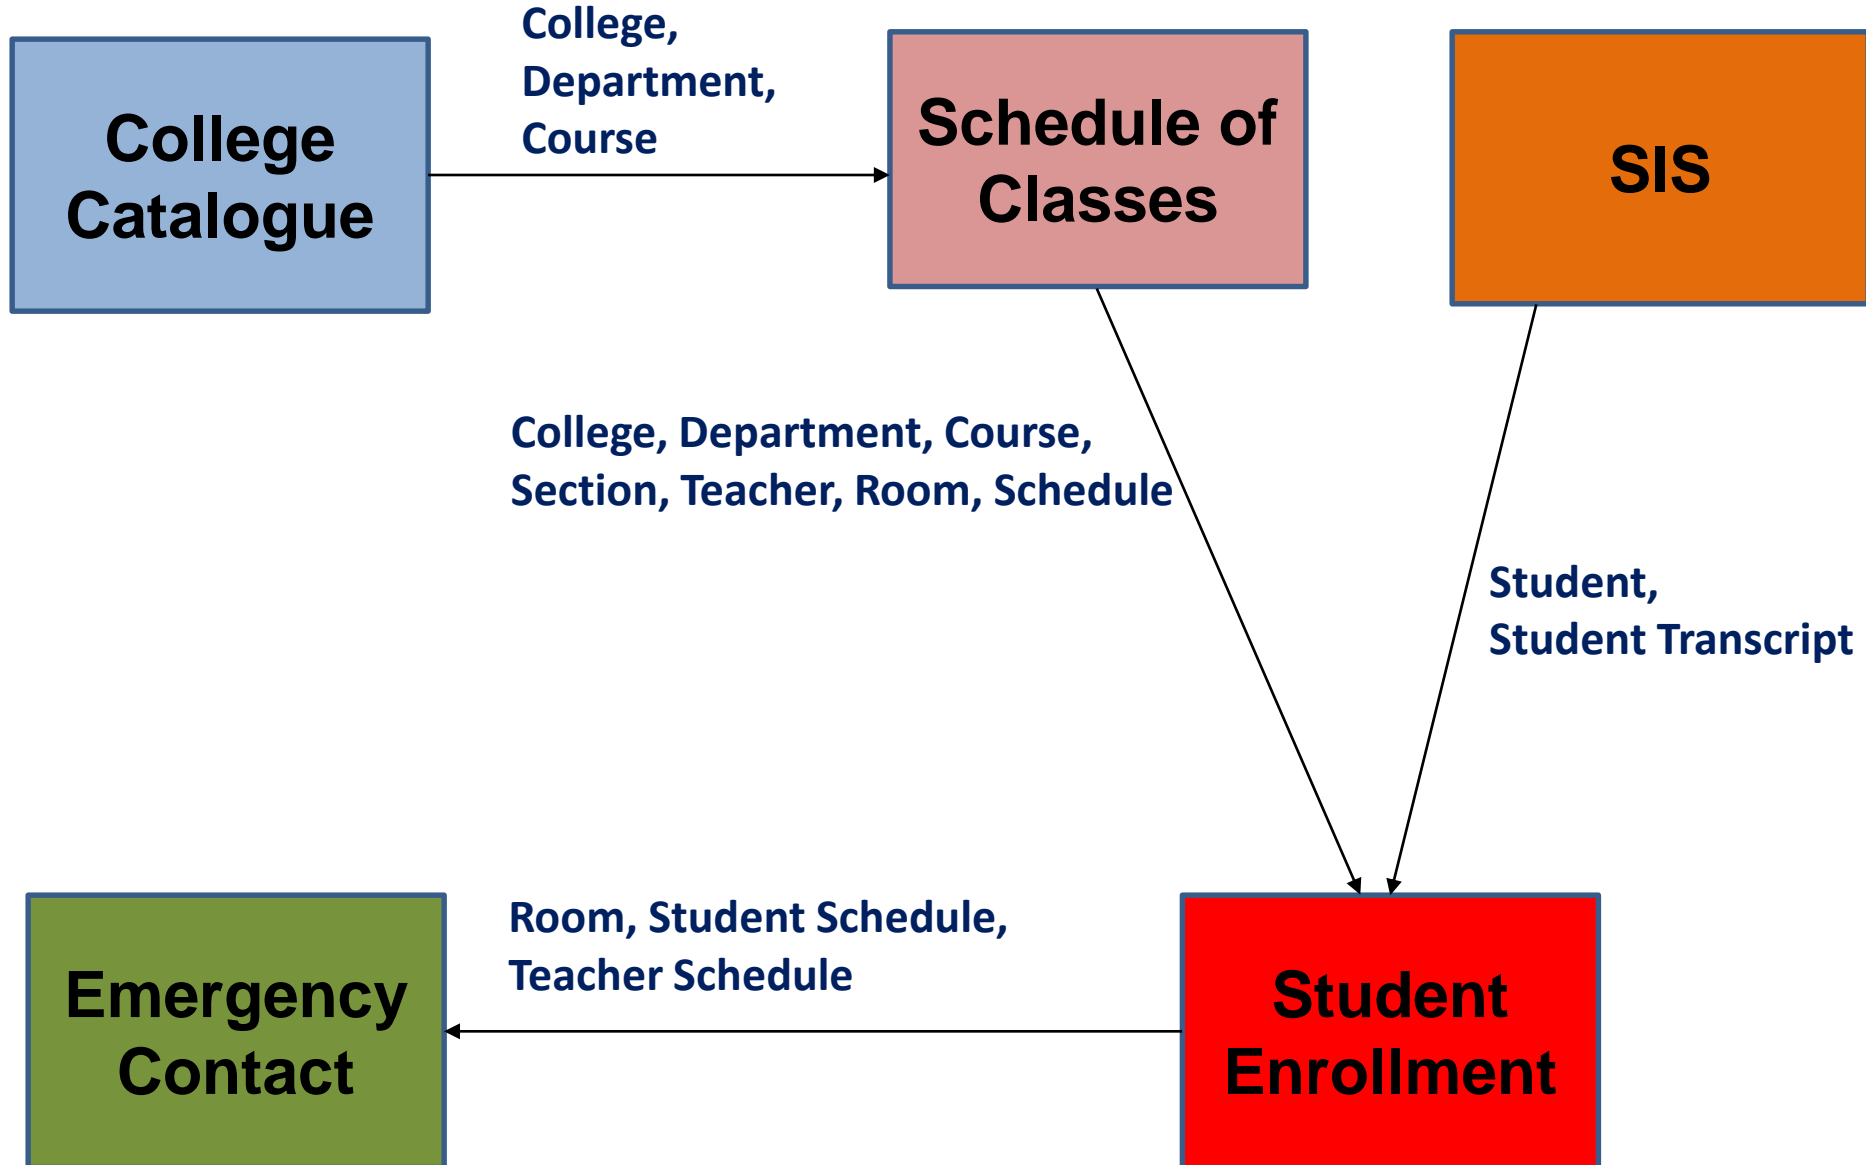 College
Catalogue
College,
Department,
Course
Schedule of
Classes
SIS
College, Department, Course,
Section, Teacher, Room, Schedule
Student,
Student Transcript
Emergency
Contact
Room, Student Schedule,
Teacher Schedule
Student
Enrollment